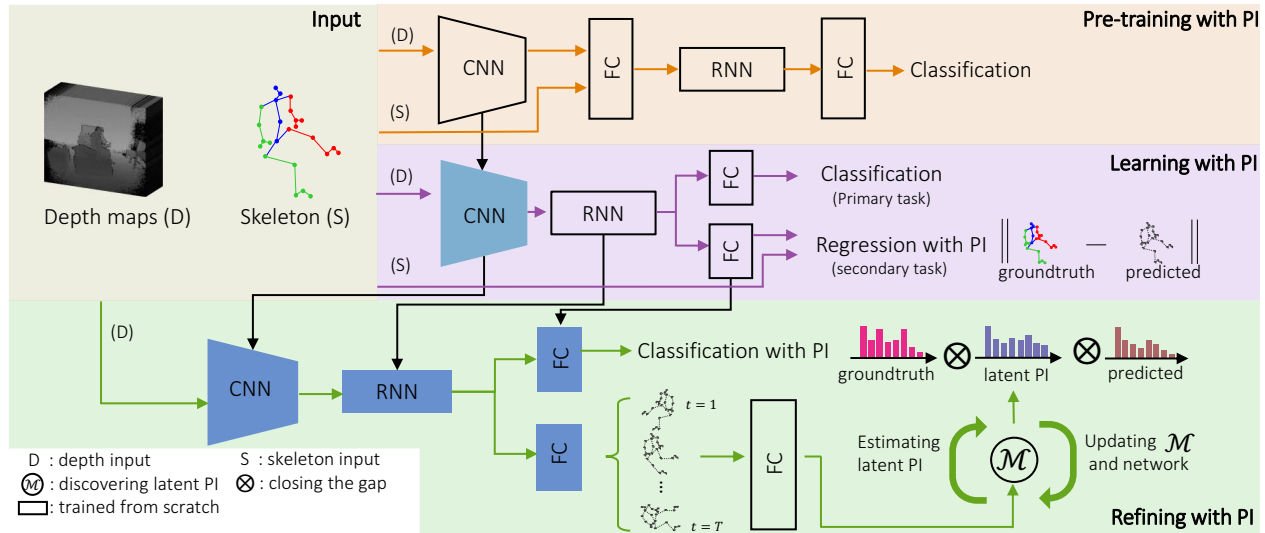 Input
Depth maps (D)
Skeleton (S)
Pre-training with PI
(D)
CNN
FC
RNN
FC
Classification
(S)
Learning with PI
(D)
CNN
RNN
FC
Classification
(Primary task)
FC
Regression with PI
(secondary task)
groundtruth
predicted
(S)
(D)
CNN
RNN
FC
Classification with PI
groundtruth
latent PI
predicted
FC
t = 1
...
t = T
FC
Estimating
latent PI
ℳ
Updating ℳ
and network
Refining with PI
D : depth input
S : skeleton input
ℳ : discovering latent PI
⊗ : closing the gap
: trained from scratch